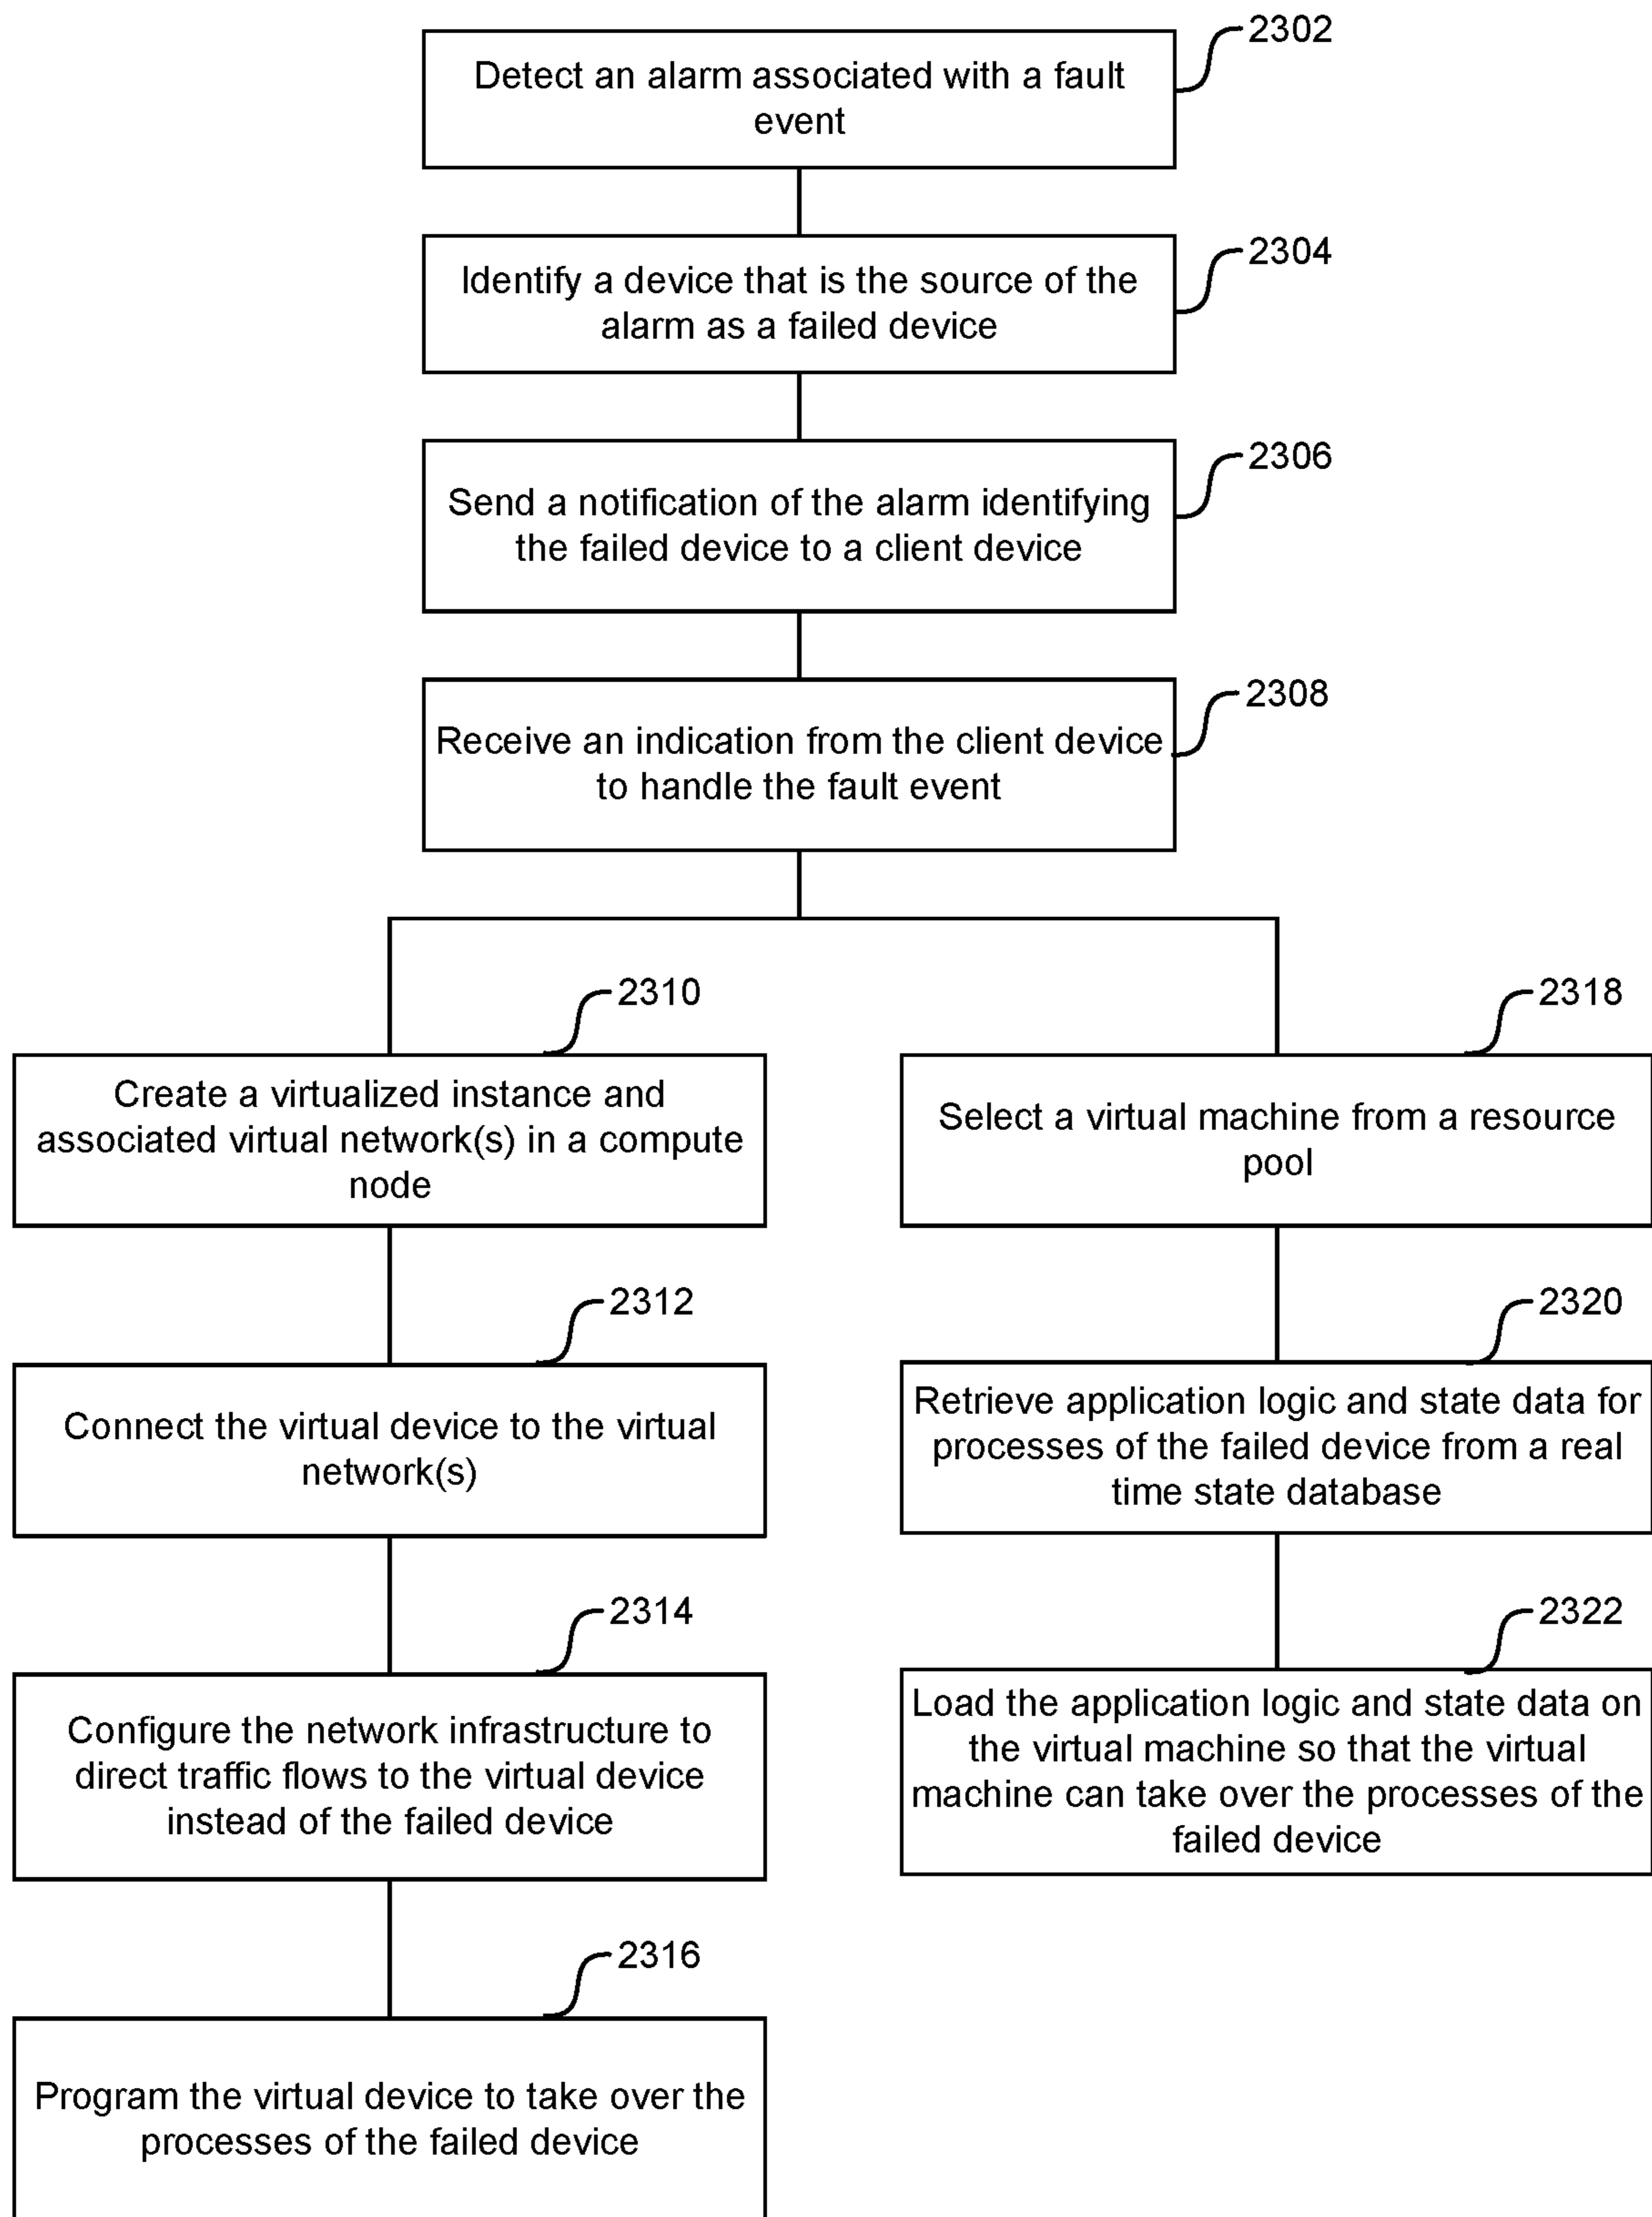 2302
Detect an alarm associated with a fault
event
2304
Identify a device that is the source of the
alarm as a failed device
2306
Send a notification of the alarm identifying
the failed device to a client device
2308
Receive an indication from the client device
to handle the fault event
2310
Create a virtualized instance and
associated virtual network(s) in a compute
node
2312
Connect the virtual device to the virtual
network(s)
2314
Configure the network infrastructure to
direct traffic flows to the virtual device
instead of the failed device
2316
Program the virtual device to take over the
processes of the failed device
2318
Select a virtual machine from a resource
pool
2320
Retrieve application logic and state data for
processes of the failed device from a real
time state database
2322
Load the application logic and state data on
the virtual machine so that the virtual
machine can take over the processes of the
failed device